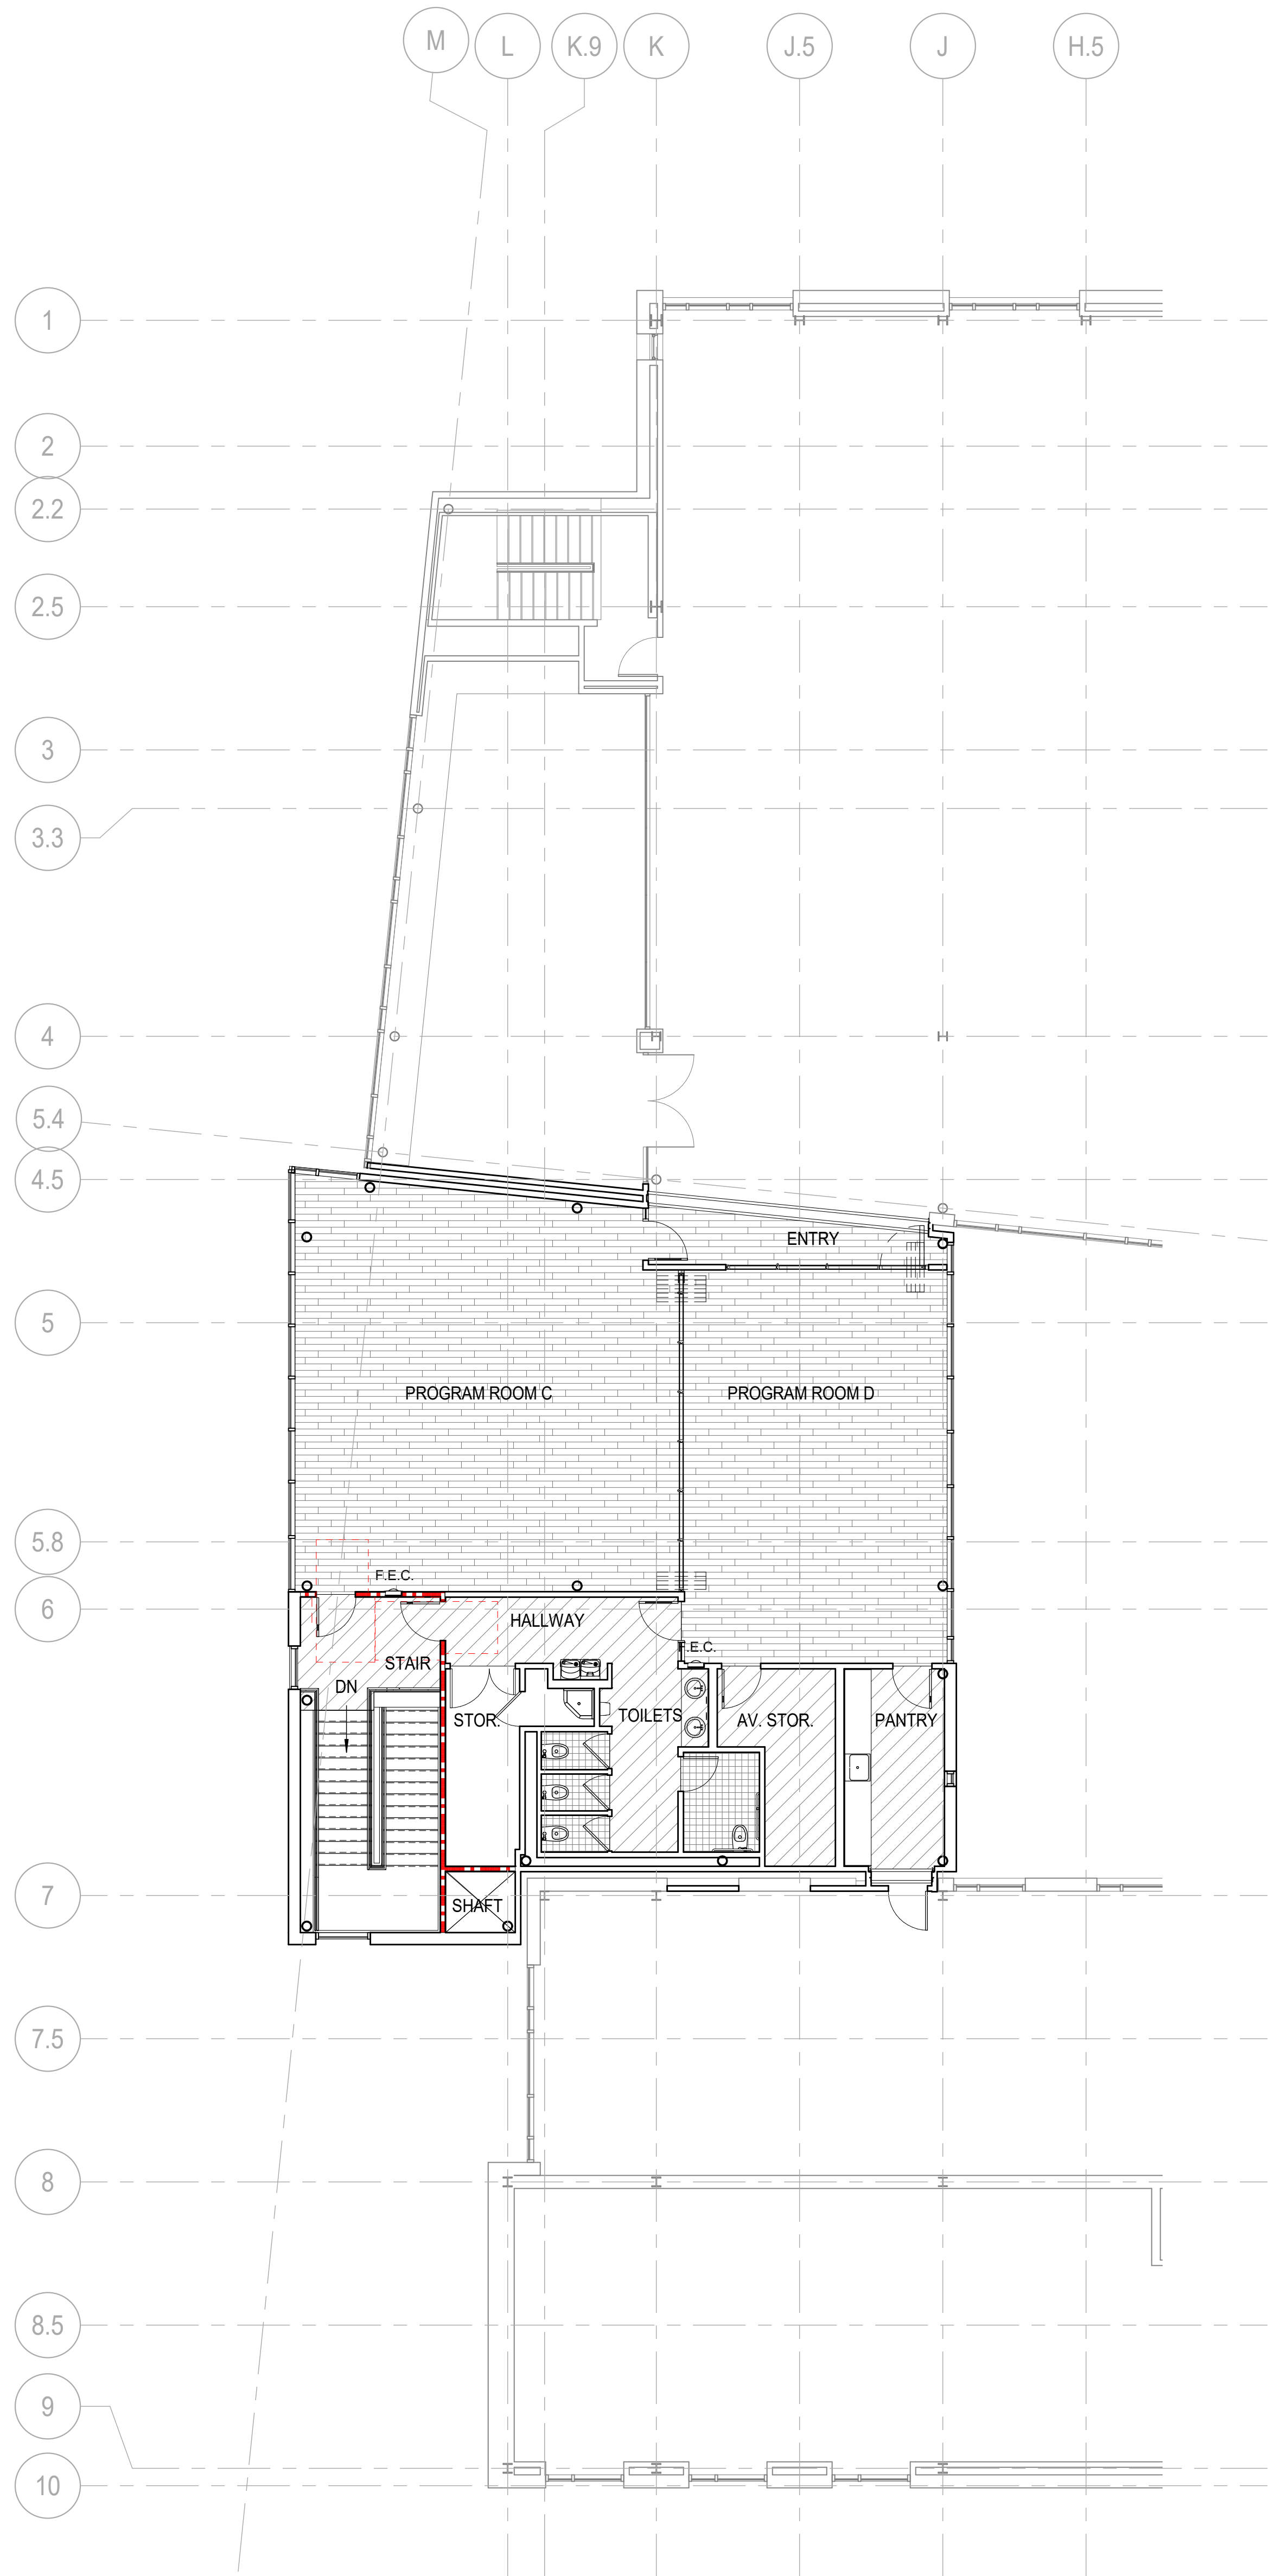 M
L
K.9
K
J.5
J
H.5
1
2
2.2
2.5
3
3.3
4
5.4
4.5
ENTRY
5
PROGRAM ROOM C
PROGRAM ROOM D
5.8
F.E.C.
6
HALLWAY
F.E.C.
STAIR
DN
STOR.
TOILETS
AV. STOR.
PANTRY
7
SHAFT
7.5
8
8.5
9
10